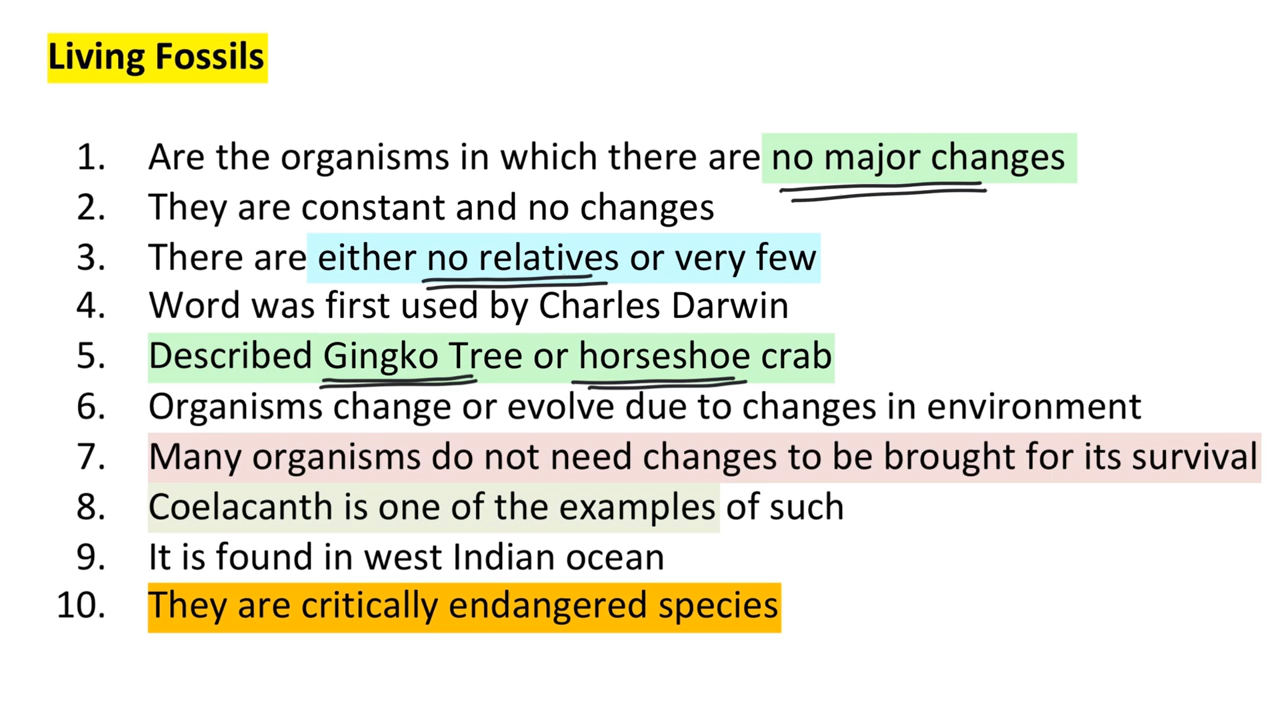 Living Fossils
1. Are the organisms in which there are no major changes
2. They are constant and no changes
3. There are either no relatives or very few
4. Word was first used by Charles Darwin
5. Described Gingko Tree or horseshoe crab
6. Organisms change or evolve due to changes in environment
7. Many organisms do not need changes to be brought for its survival
8. Coelacanth is one of the examples of such
9. It is found in west Indian ocean
10. They are critically endangered species